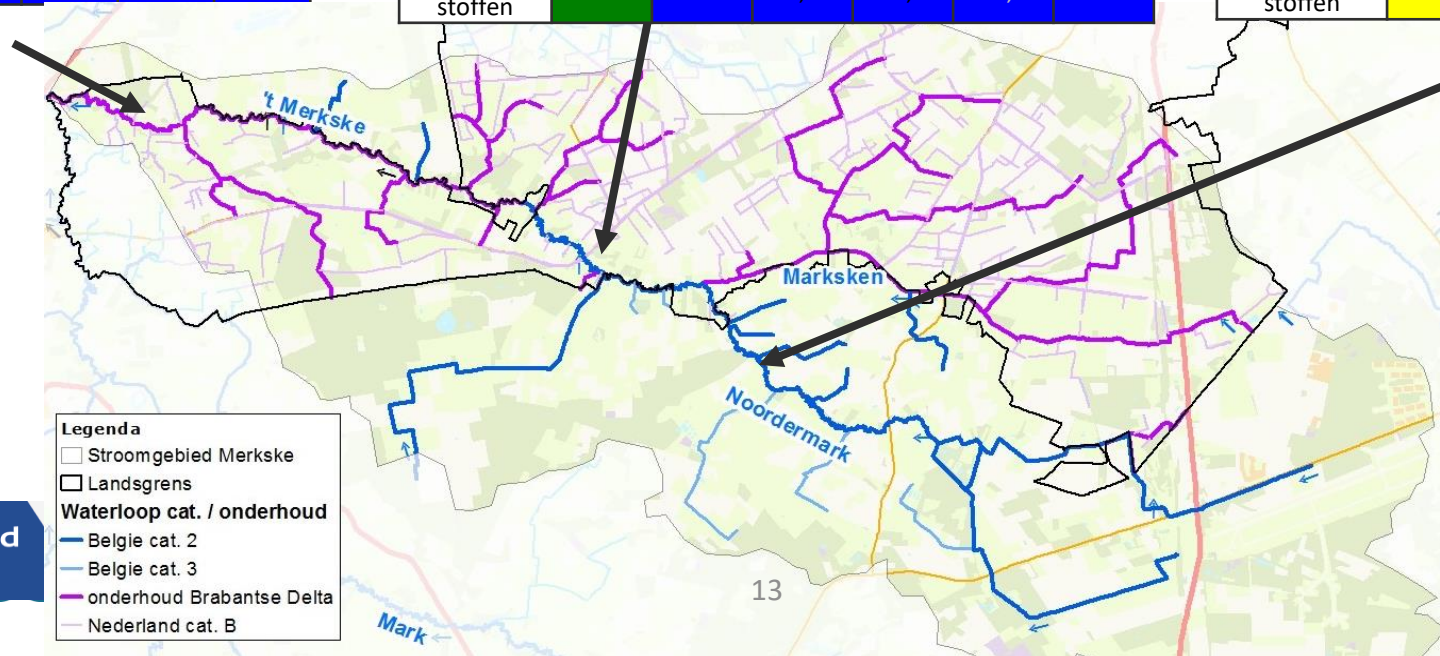 stoffen
stoffen
't Merkske
Marksken
Noordermark
Legenda
Stroomgebied Merkske
Landsgrens
Waterloop cat. / onderhoud
Belgie cat. 2
Belgie cat. 3
onderhoud Brabantse Delta
Nederland cat. B
d
13
Mark